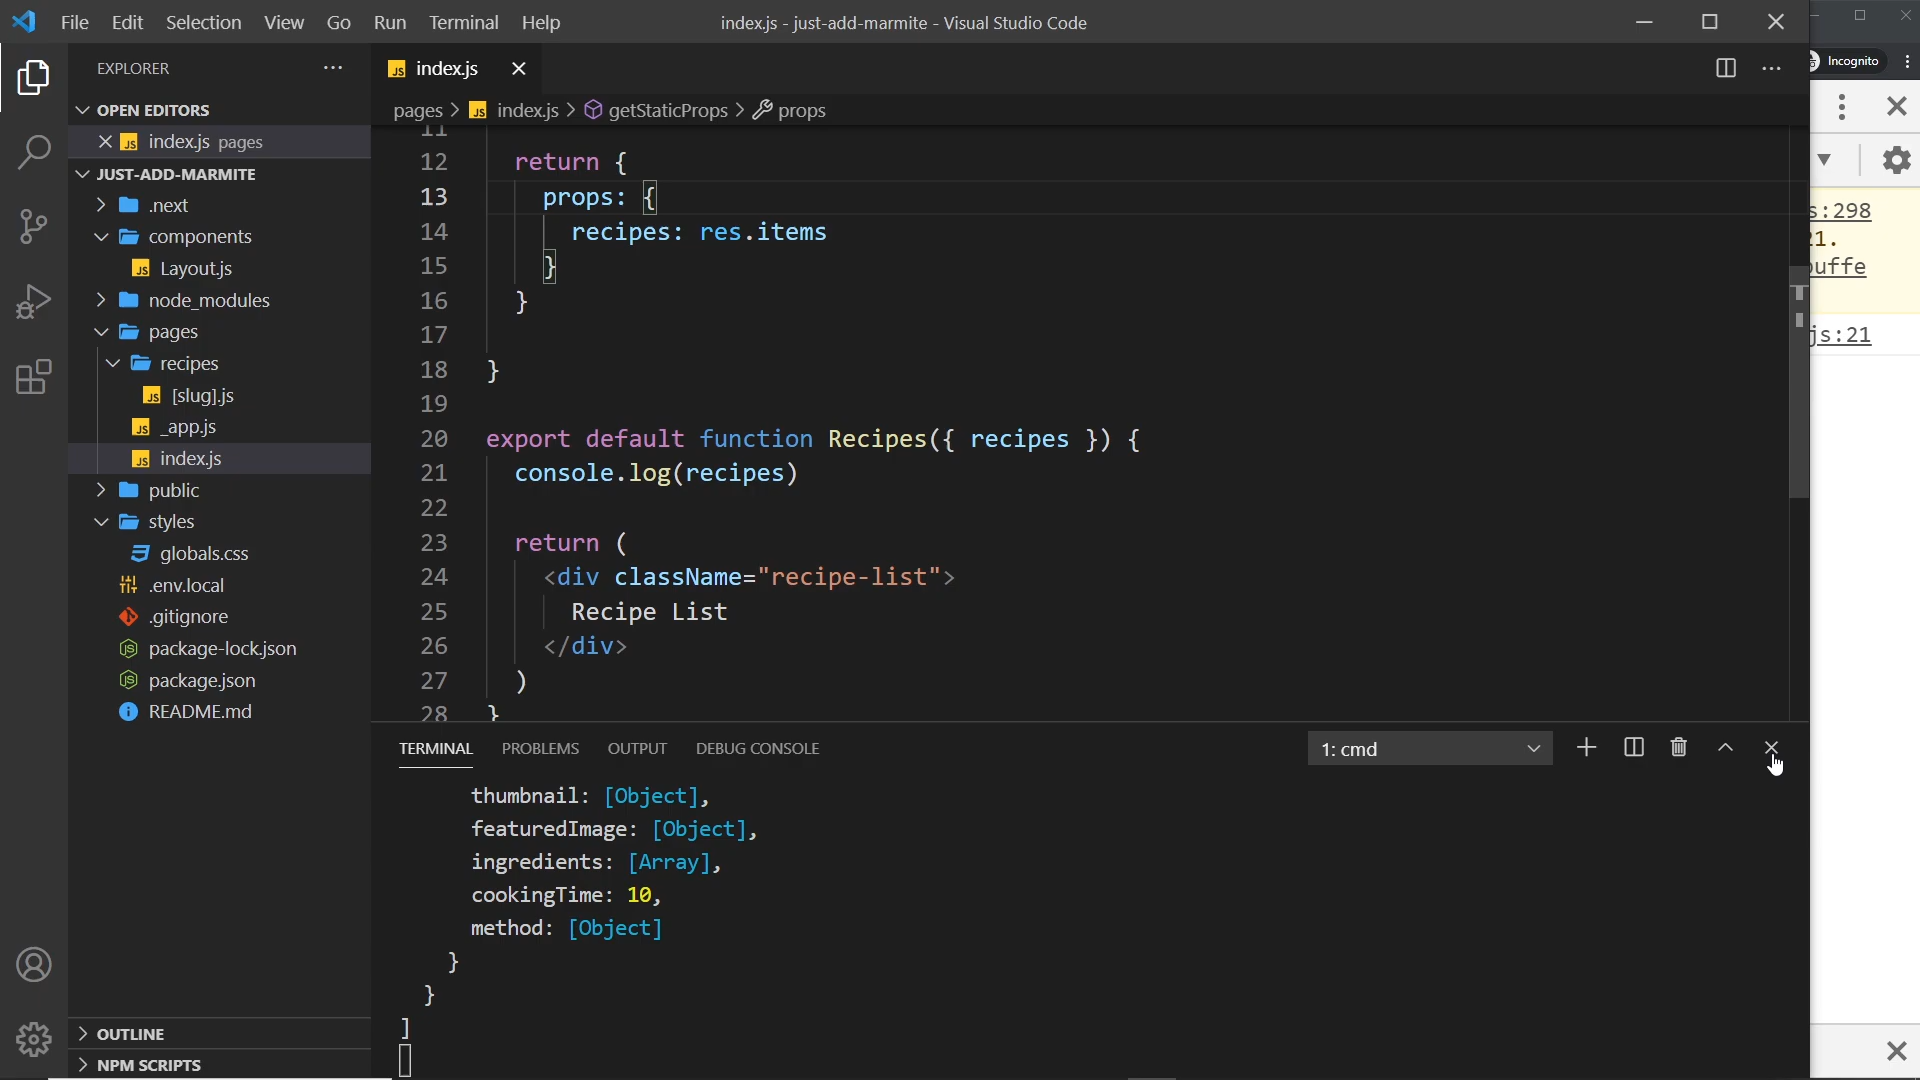 File Edit Selection View Go Run Terminal Help
index.js - just-add-marmite - Visual Studio Code
Incognito
EXPLORER
OPEN EDITORS
index.js pages
JUST-ADD-MARMITE
.next
components
Layout.js
node_modules
pages
recipes
[slug].js
_app.js
index.js
public
styles
globals.css
.env.local
.gitignore
package-lock.json
package.json
README.md
OUTLINE
NPM SCRIPTS
index.js
pages > index.js > getStaticProps > props
11
12 return {
13 props: {
14 recipes: res.items
15 }
16 }
17
18 }
19
20 export default function Recipes({ recipes }) {
21 console.log(recipes)
22
23 return (
24 <div className="recipe-list">
25 Recipe List
26 </div>
27 )
28 }
TERMINAL PROBLEMS OUTPUT DEBUG CONSOLE
1: cmd
thumbnail: [Object],
featuredImage: [Object],
ingredients: [Array],
cookingTime: 10,
method: [Object]
}
}
]
s:298
21.
uffe
js:21